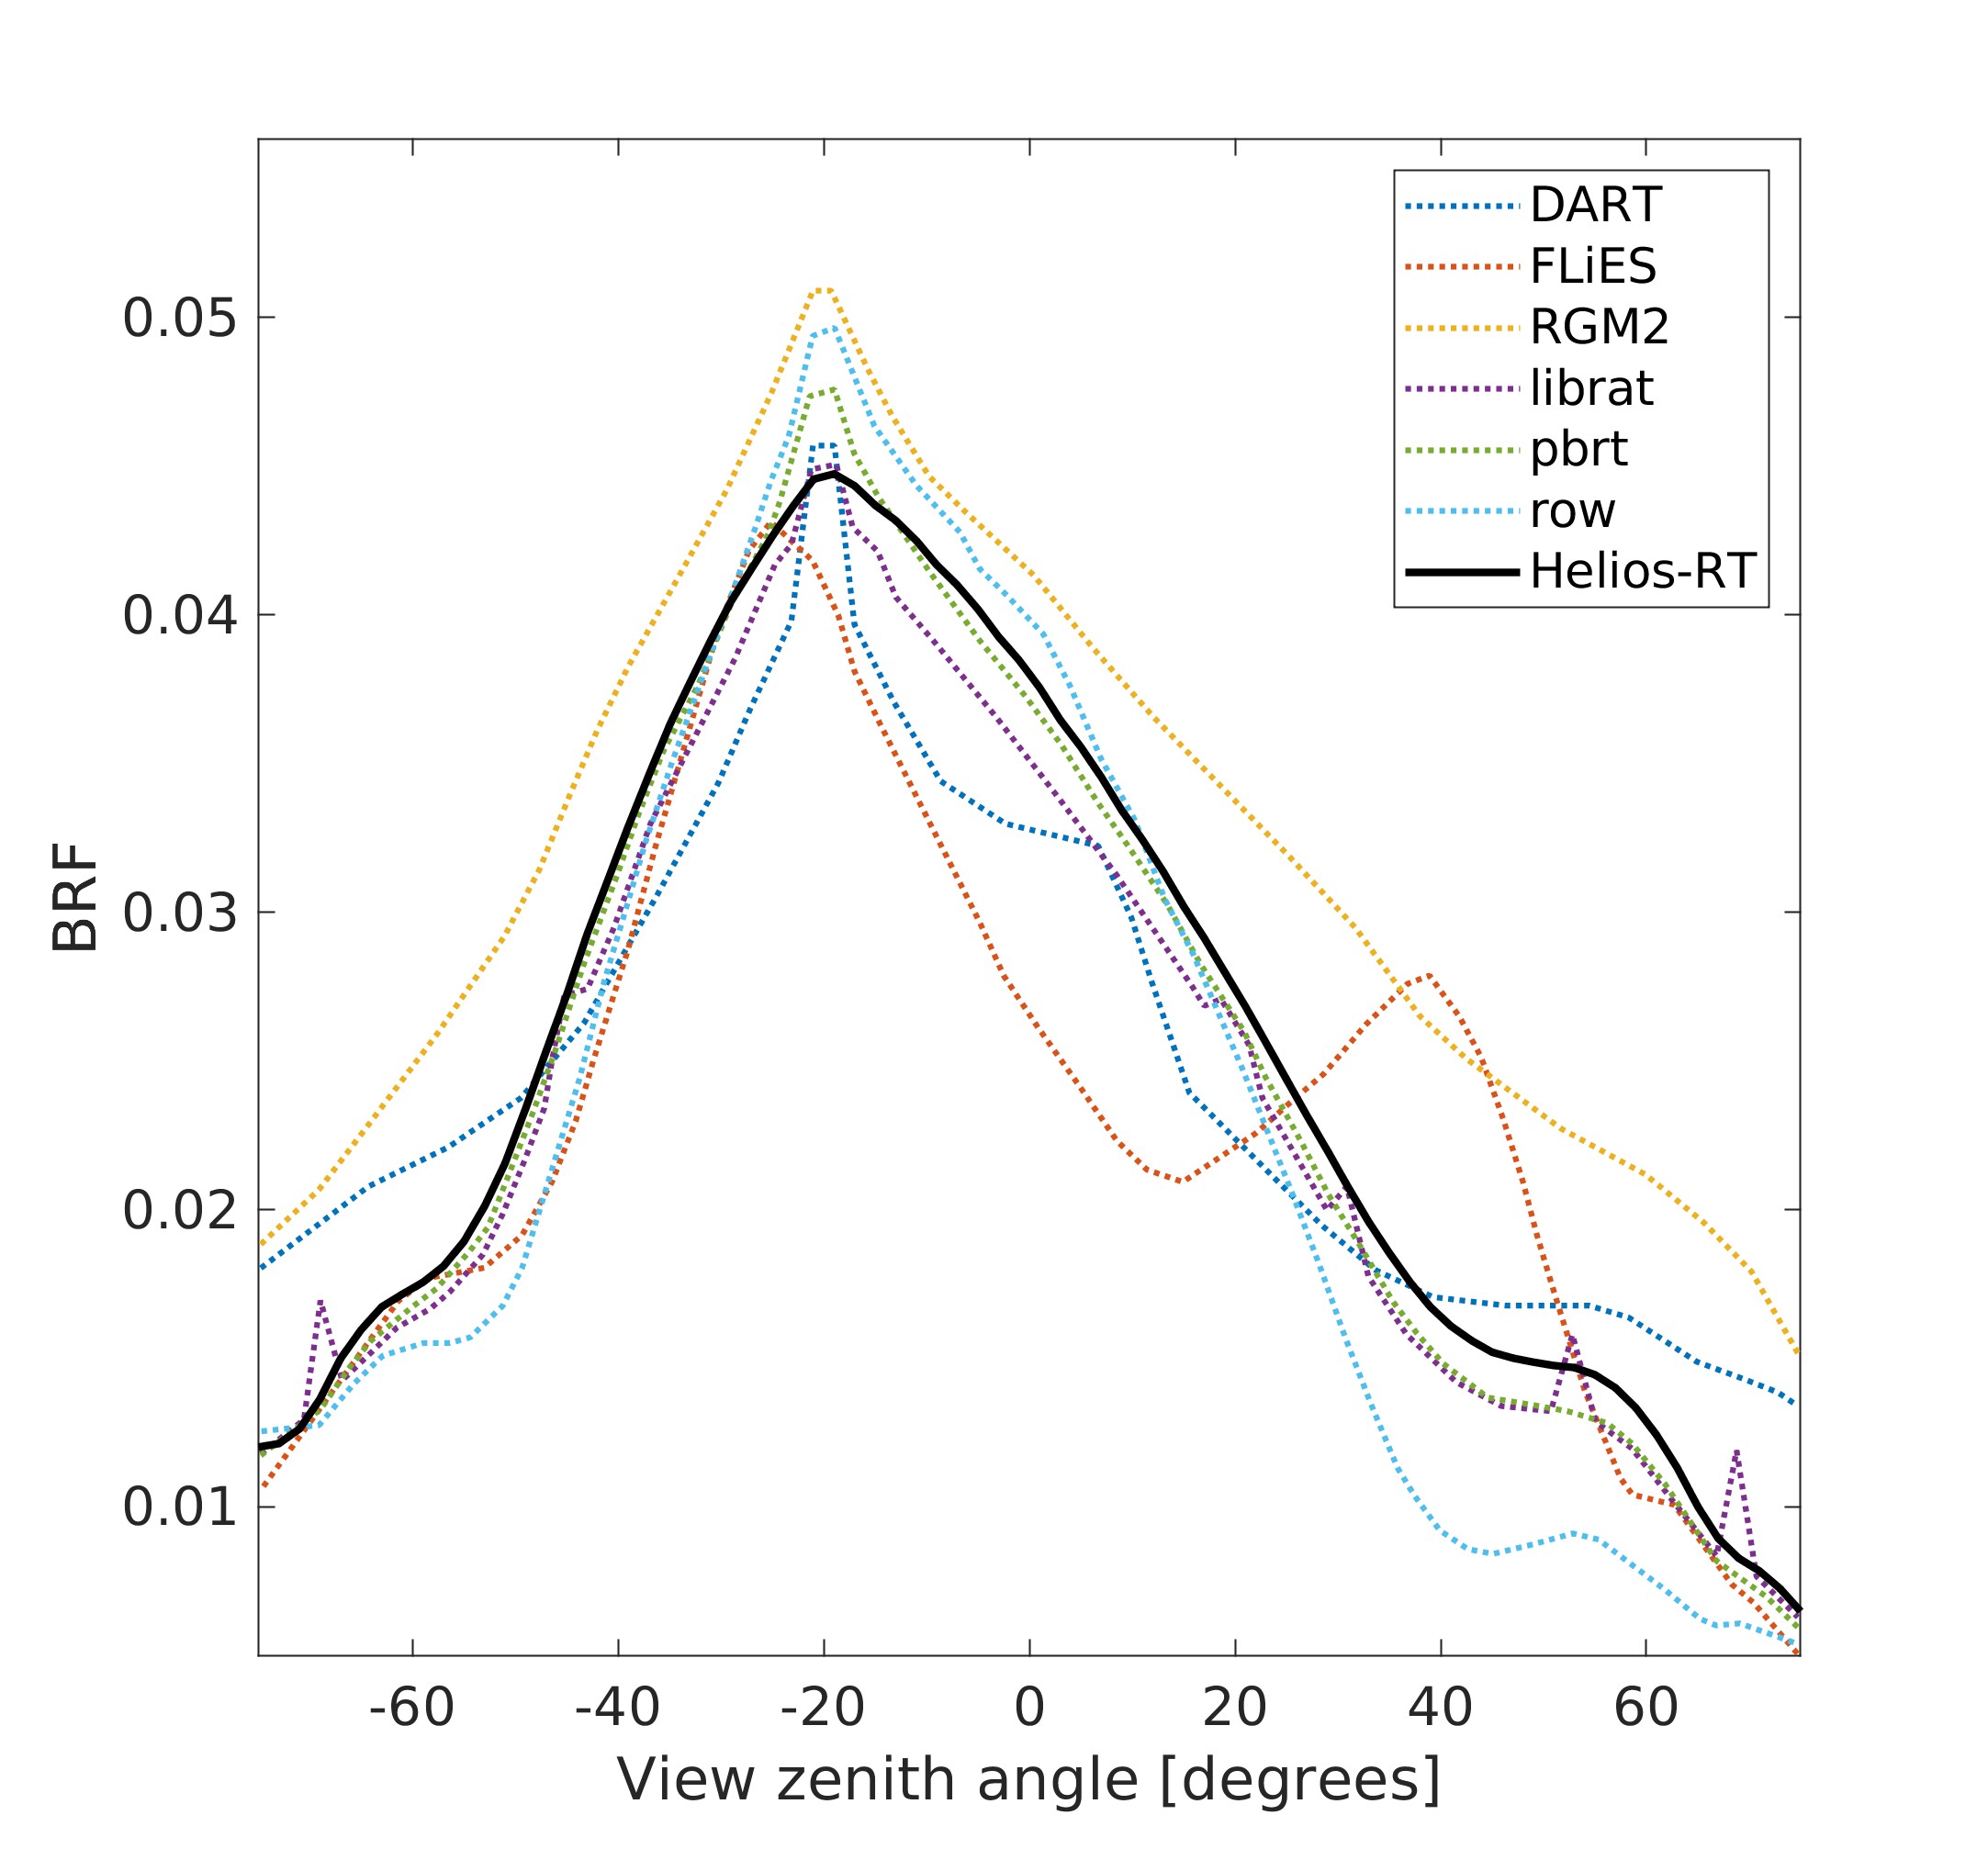 DART
FLiES
RGM2
librat
pbrt
row
Helios-RT
0.05
0.04
0.03
0.02
0.01
BRF
-60 -40 -20 0 20 40 60
View zenith angle [degrees]